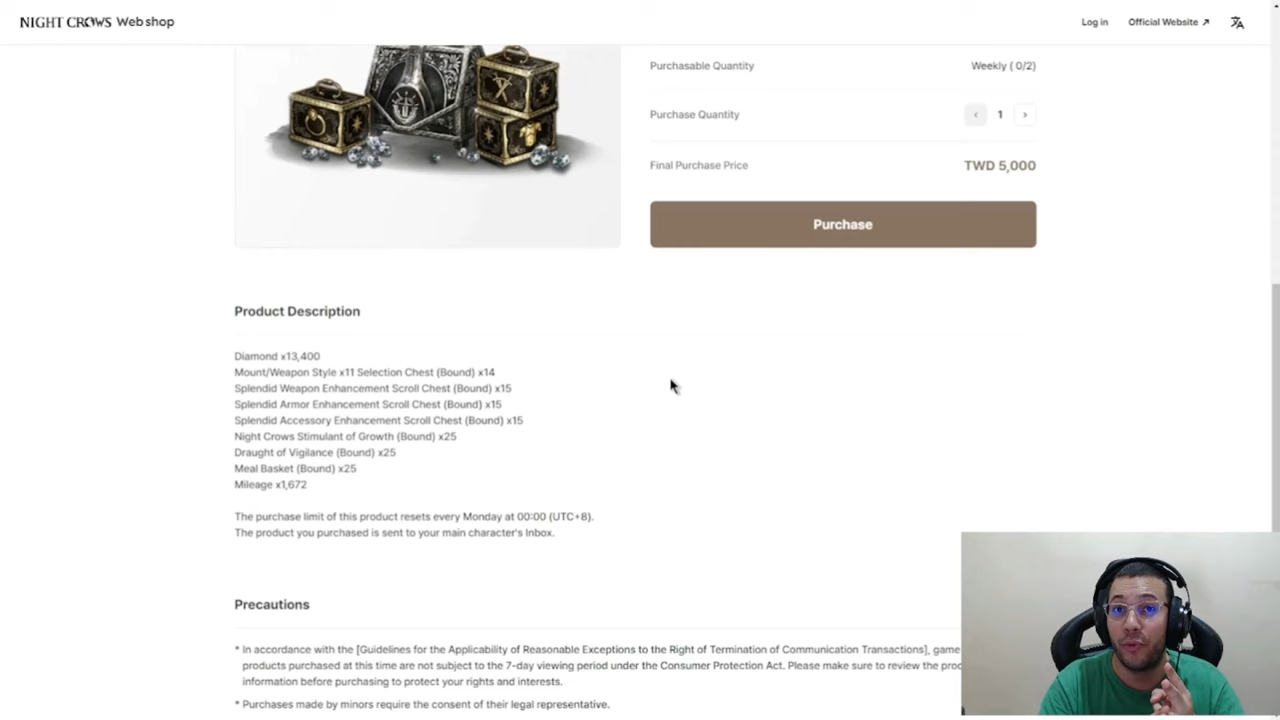 NIGHT CROWS Web shop
Log in
Official Website
Purchasable Quantity
Weekly ( 0/2)
Purchase Quantity
1
Final Purchase Price
TWD 5,000
Purchase
Product Description
Diamond x13,400
Mount/Weapon Style x11 Selection Chest (Bound) x14
Splendid Weapon Enhancement Scroll Chest (Bound) x15
Splendid Armor Enhancement Scroll Chest (Bound) x15
Splendid Accessory Enhancement Scroll Chest (Bound) x15
Night Crows Stimulant of Growth (Bound) x25
Draught of Vigilance (Bound) x25
Meal Basket (Bound) x25
Mileage x1,672
The purchase limit of this product resets every Monday at 00:00 (UTC+8).
The product you purchased is sent to your main character's Inbox.
Precautions
* In accordance with the [Guidelines for the Applicability of Reasonable Exceptions to the Right of Termination of Communication Transactions], game
products purchased at this time are not subject to the 7-day viewing period under the Consumer Protection Act. Please make sure to review the
information before purchasing to protect your rights and interests.
* Purchases made by minors require the consent of their legal representative.